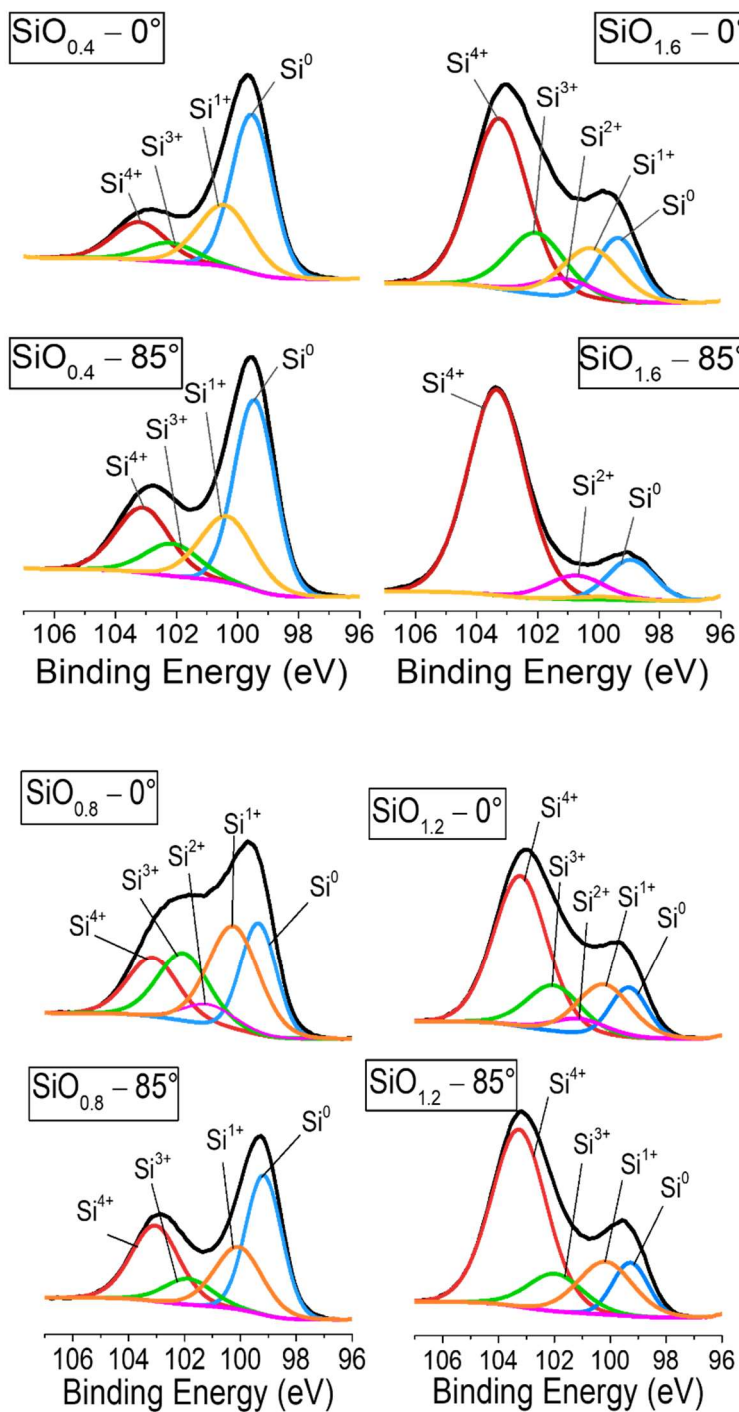 SiO₀.₄ – 0°
Si⁰
Si¹⁺
Si³⁺
Si⁴⁺
SiO₁.₆ – 0°
Si⁴⁺
Si³⁺
Si²⁺
Si¹⁺
Si⁰
SiO₀.₄ – 85°
Si⁰
Si¹⁺
Si³⁺
Si⁴⁺
106 104 102 100 98 96
Binding Energy (eV)
SiO₁.₆ – 85°
Si⁴⁺
Si²⁺
Si⁰
106 104 102 100 98 96
Binding Energy (eV)
SiO₀.₈ – 0°
Si¹⁺
Si²⁺
Si³⁺
Si⁰
Si⁴⁺
SiO₁.₂ – 0°
Si⁴⁺
Si³⁺
Si²⁺
Si¹⁺
Si⁰
SiO₀.₈ – 85°
Si⁰
Si¹⁺
Si³⁺
Si⁴⁺
106 104 102 100 98 96
Binding Energy (eV)
SiO₁.₂ – 85°
Si⁴⁺
Si³⁺
Si¹⁺
Si⁰
106 104 102 100 98 96
Binding Energy (eV)